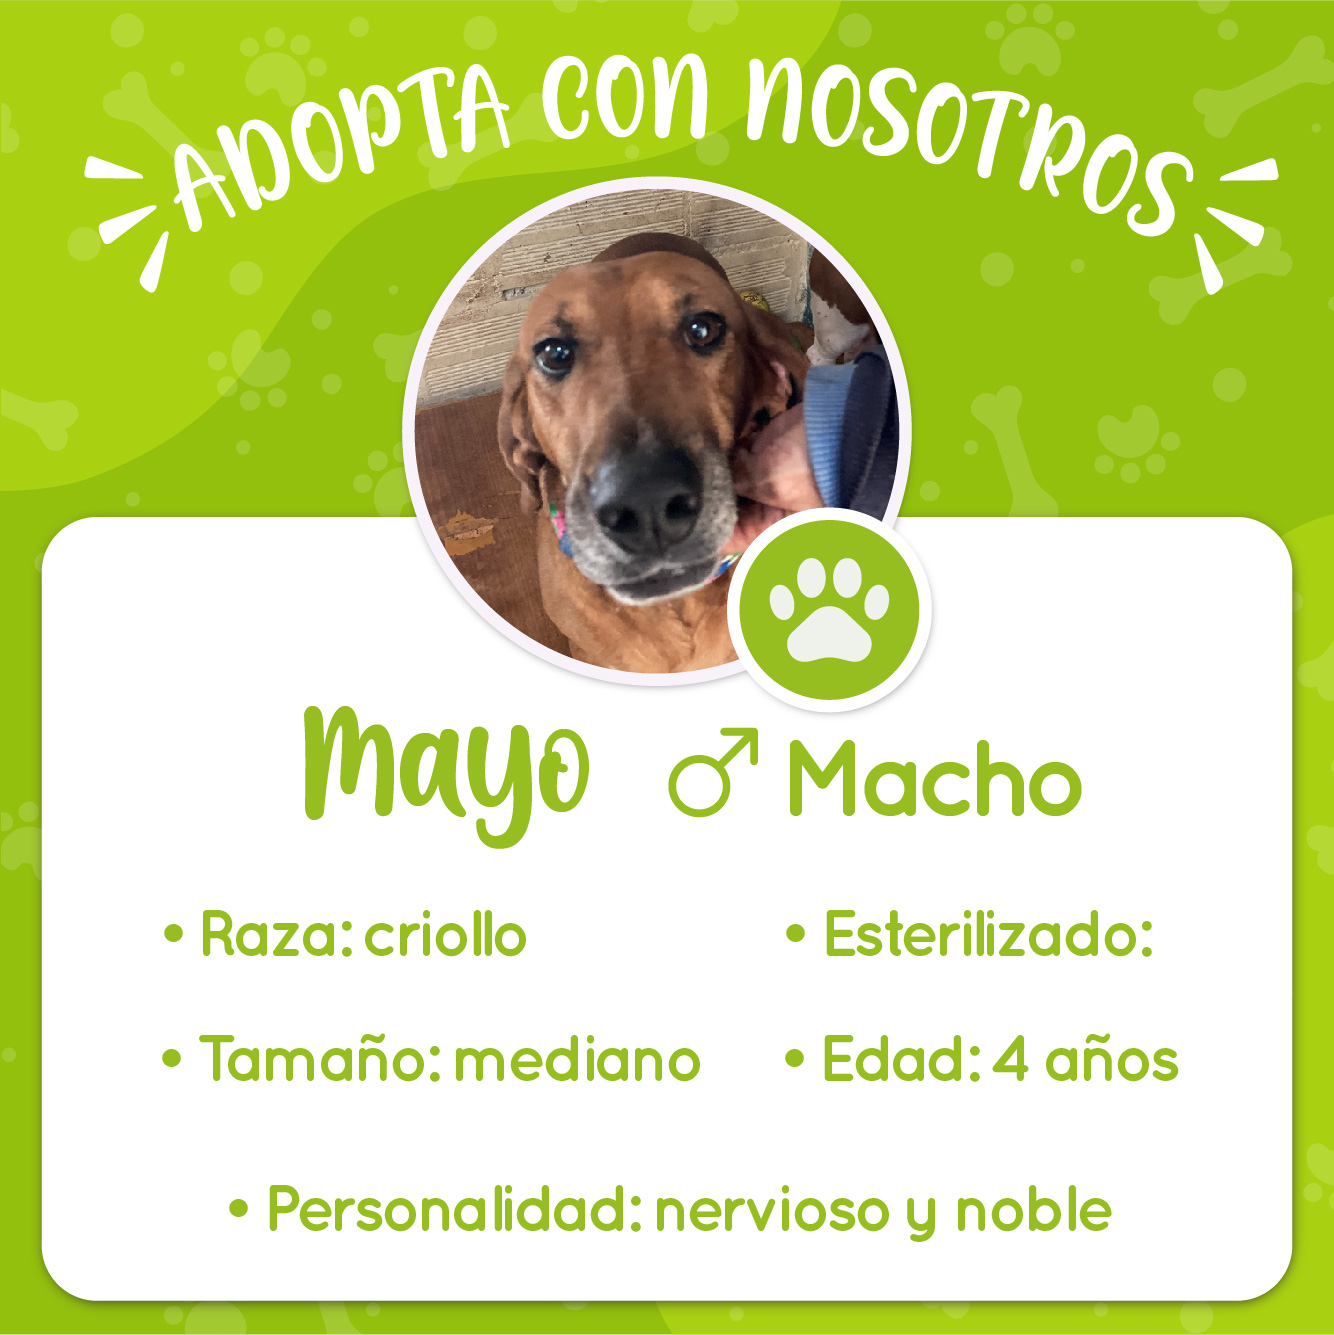 ADOPTA CON NOSOTROS
Mayo ♂ Macho
• Raza: criollo
• Esterilizado:
• Tamaño: mediano
• Edad: 4 años
• Personalidad: nervioso y noble